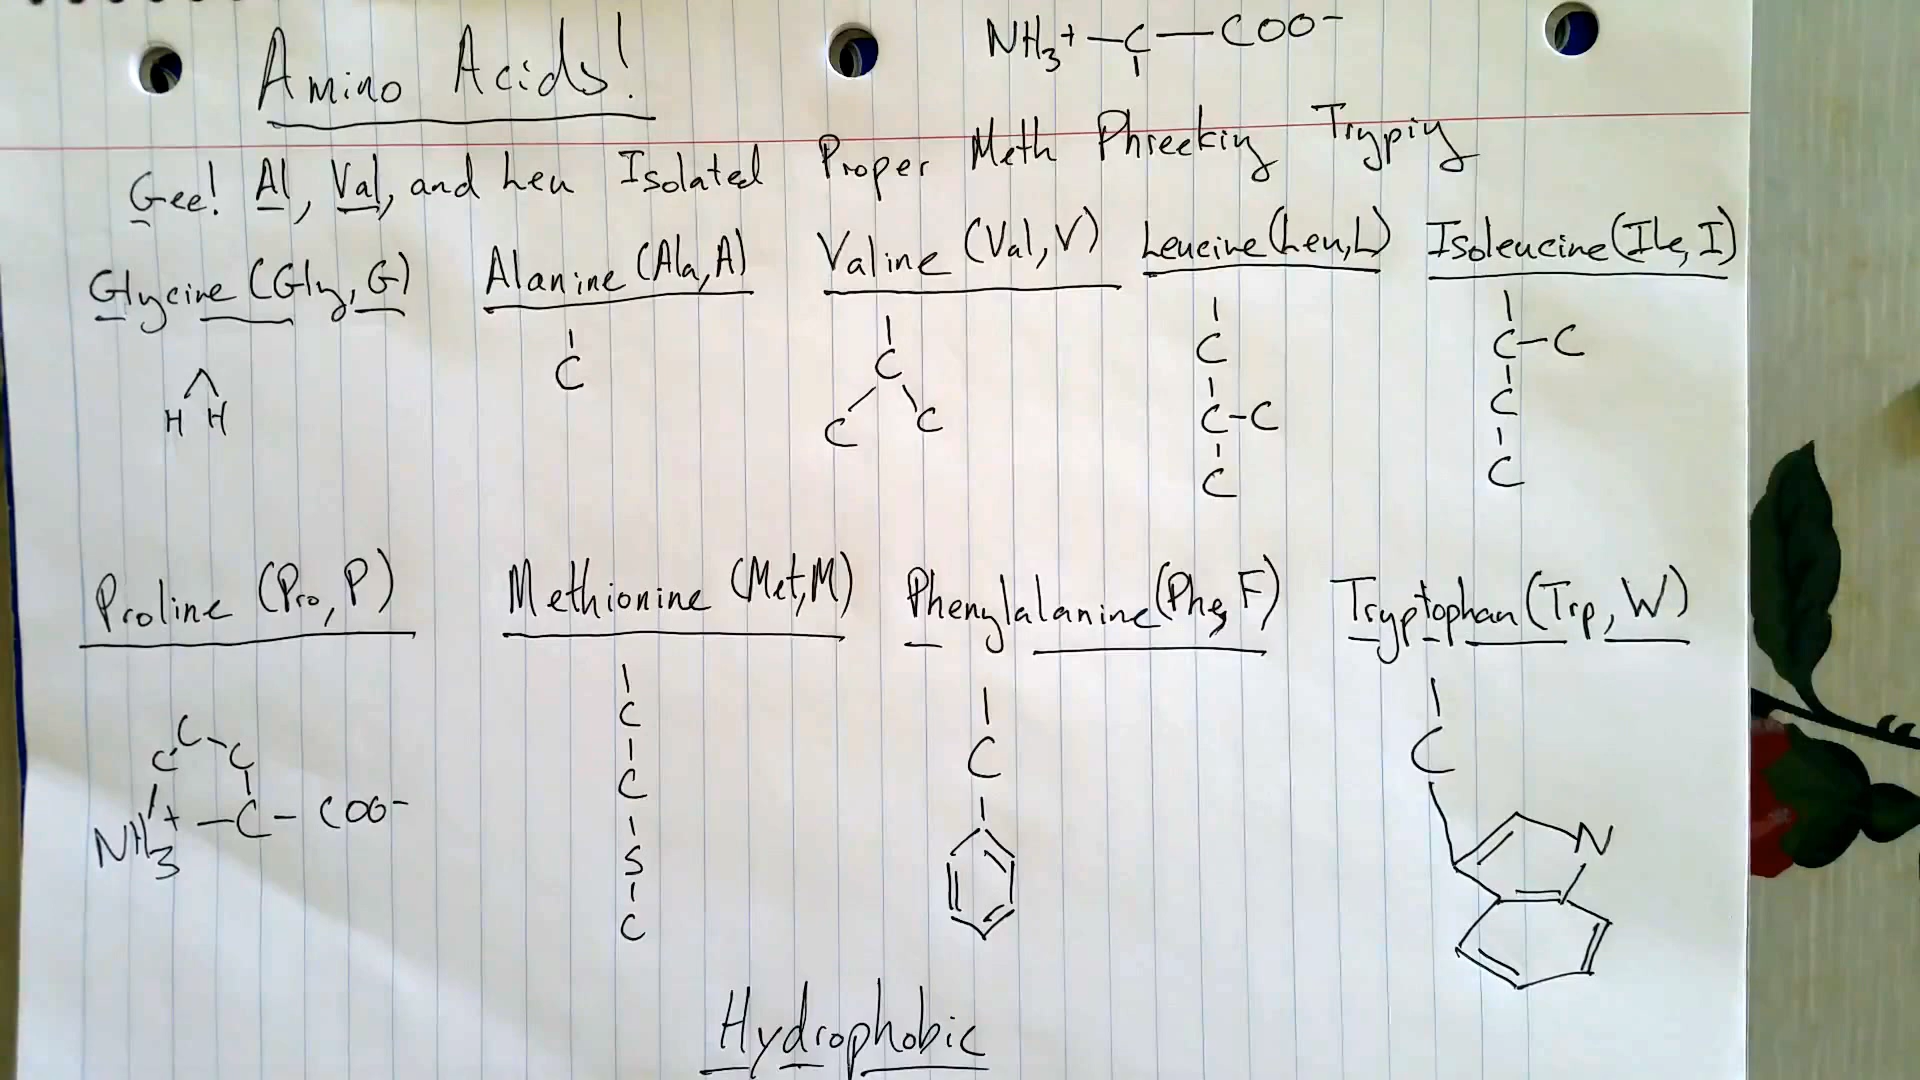 Amino Acids!
NH3+ -C- COO-
Gee! Al, Val, and Leu Isolated Proper Meth Phreeking Tryping
Glycine (Gly, G) Alanine (Ala, A) Valine (Val, V) Leucine (Leu, L) Isoleucine (Ile, I)
H H
C
C
C C
C
C-C
C
C-C
C
C
Proline (Pro, P) Methionine (Met, M) Phenylalanine (Phe, F) Tryptophan (Trp, W)
C C C
NH3+ -C- COO-
C
C
S
C
C
C
N
Hydrophobic